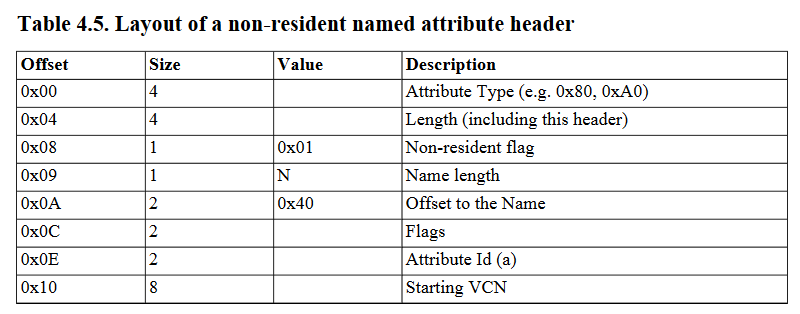 Table 4.5. Layout of a non-resident named attribute header
Offset Size Value Description
0x00 4 Attribute Type (e.g. 0x80, 0xA0)
0x04 4 Length (including this header)
0x08 1 0x01 Non-resident flag
0x09 1 N Name length
0x0A 2 0x40 Offset to the Name
0x0C 2 Flags
0x0E 2 Attribute Id (a)
0x10 8 Starting VCN